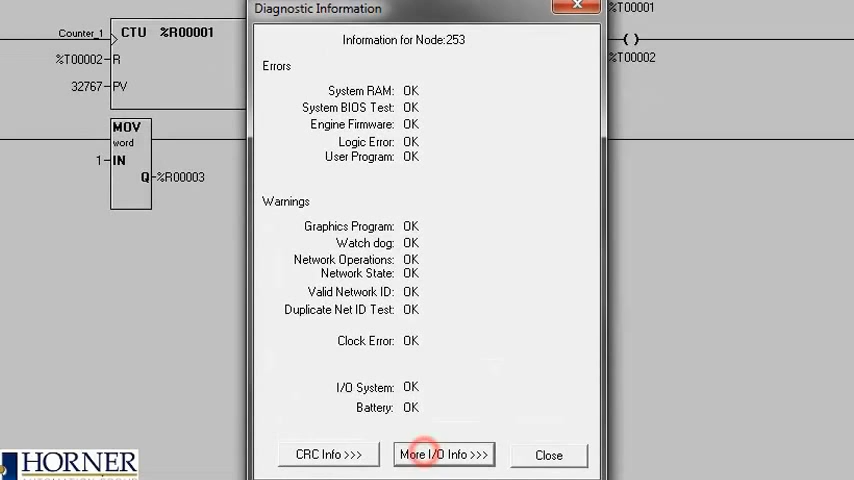 Diagnostic Information
Information for Node:253
Errors
System RAM: OK
System BIOS Test: OK
Engine Firmware: OK
Logic Error: OK
User Program: OK
Warnings
Graphics Program: OK
Watch dog: OK
Network Operations: OK
Network State: OK
Valid Network ID: OK
Duplicate Net ID Test: OK
Clock Error: OK
I/O System: OK
Battery: OK
CRC Info >>> More I/O Info >>> Close
Counter_1 CTU %R00001
%T00002 R
32767 PV
MOV
word
1 IN
Q %R00003
%T00001
( )
%T00002
HORNER
AUTOMATION GROUP